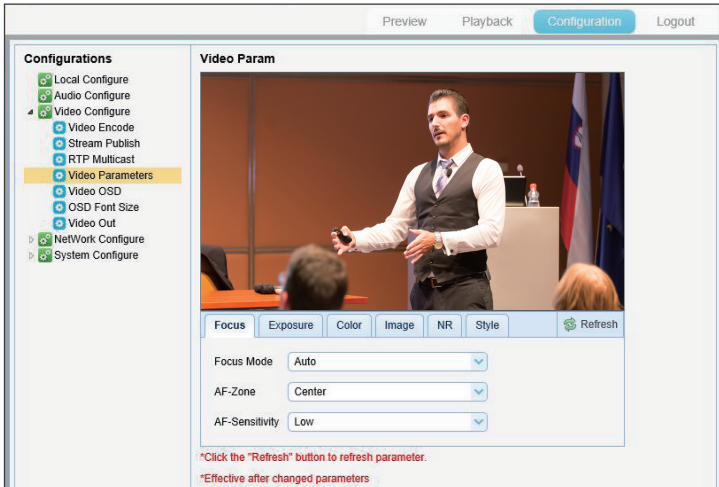 Preview Playback Configuration Logout
Configurations
Local Configure
Audio Configure
Video Configure
Video Encode
Stream Publish
RTP Multicast
Video Parameters
Video OSD
OSD Font Size
Video Out
NetWork Configure
System Configure
Video Param
Focus Exposure Color Image NR Style Refresh
Focus Mode Auto
AF-Zone Center
AF-Sensitivity Low
*Click the "Refresh" button to refresh parameter.
*Effective after changed parameters